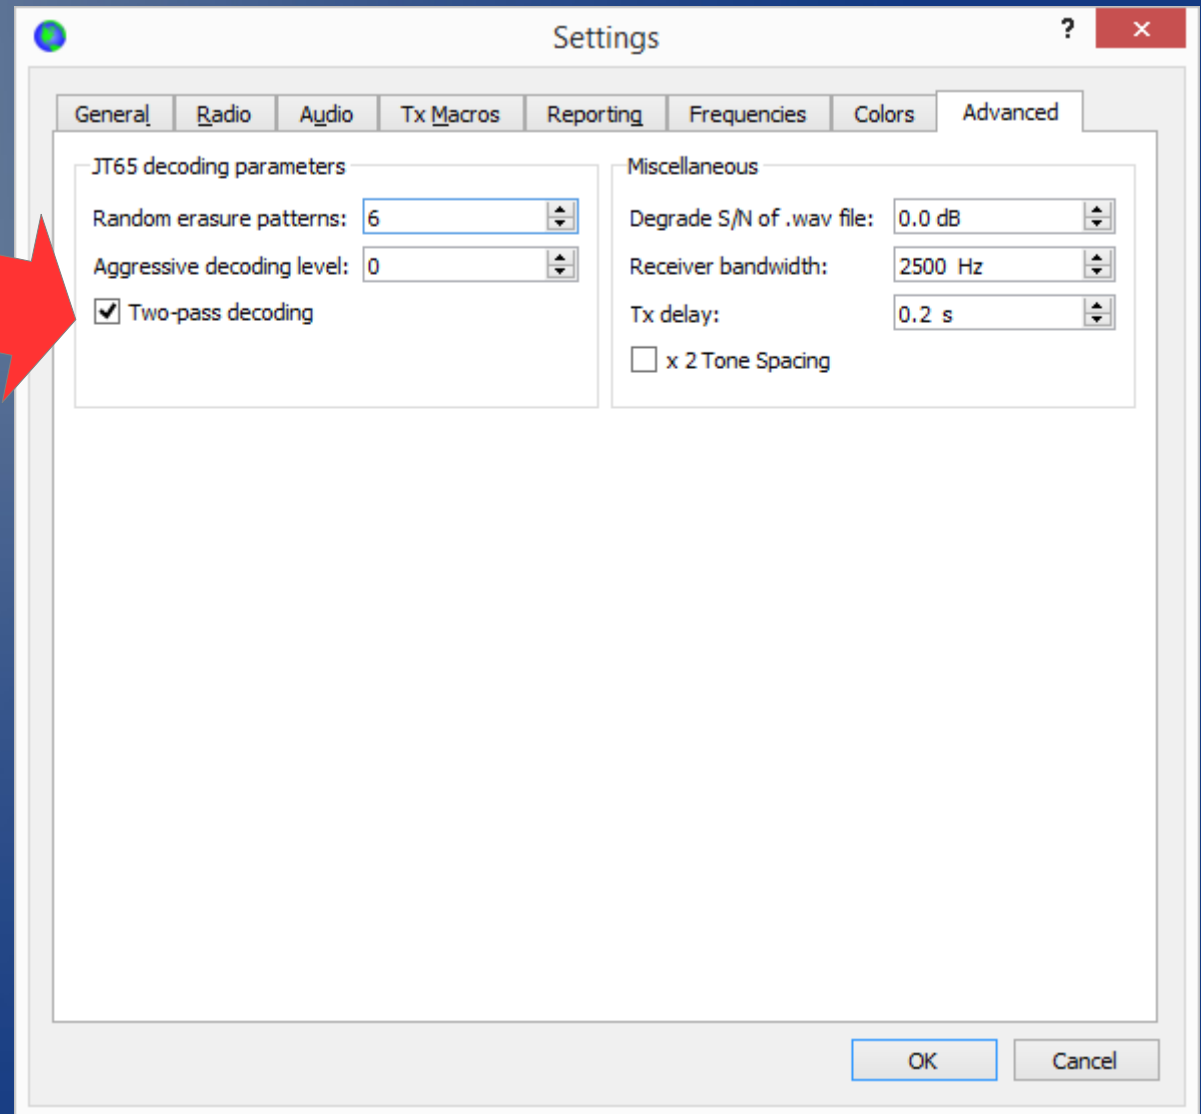 Settings
?
×
General Radio Audio Tx Macros Reporting Frequencies Colors Advanced
JT65 decoding parameters
Random erasure patterns: 6
Aggressive decoding level: 0
Two-pass decoding
Miscellaneous
Degrade S/N of .wav file: 0.0 dB
Receiver bandwidth: 2500 Hz
Tx delay: 0.2 s
x 2 Tone Spacing
OK Cancel